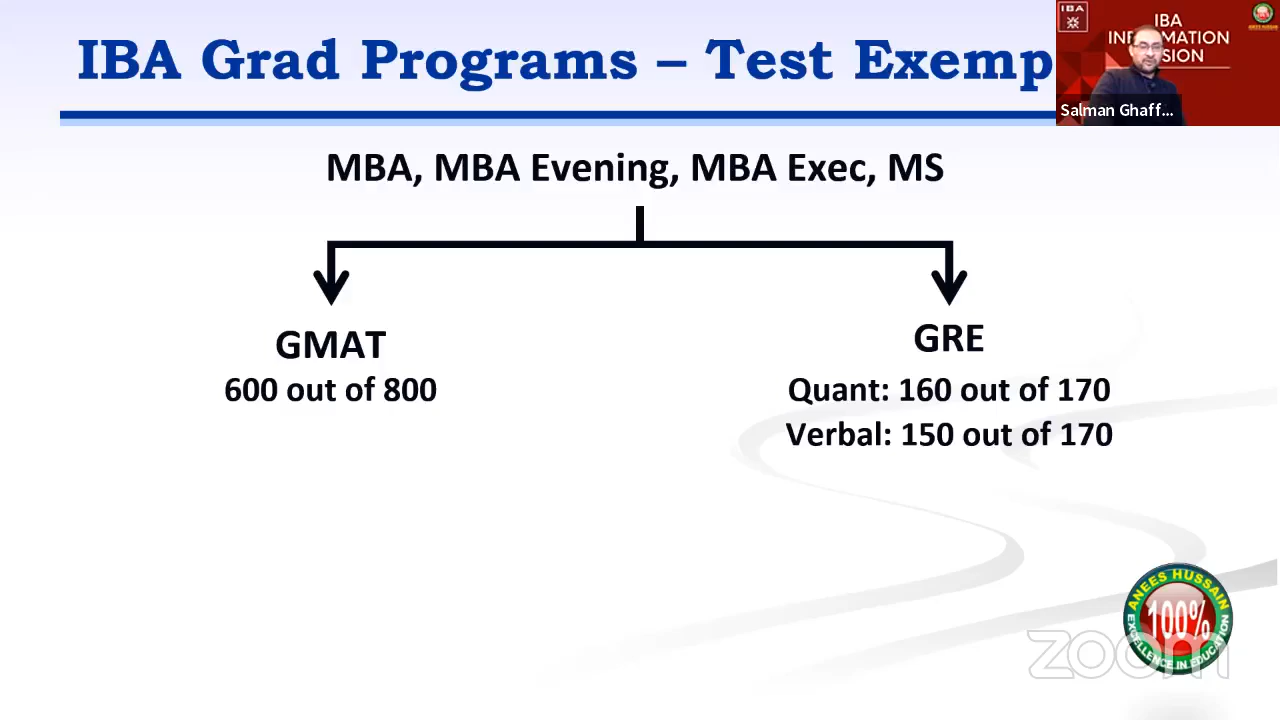 IBA Grad Programs – Test Exemp
IBA
IBA
INFORMATION
SION
Salman Ghaff...
MBA, MBA Evening, MBA Exec, MS
GMAT
600 out of 800
GRE
Quant: 160 out of 170
Verbal: 150 out of 170
ANEES HUSSAIN
100%
EXCELLENCE IN EDUCATION
zoom